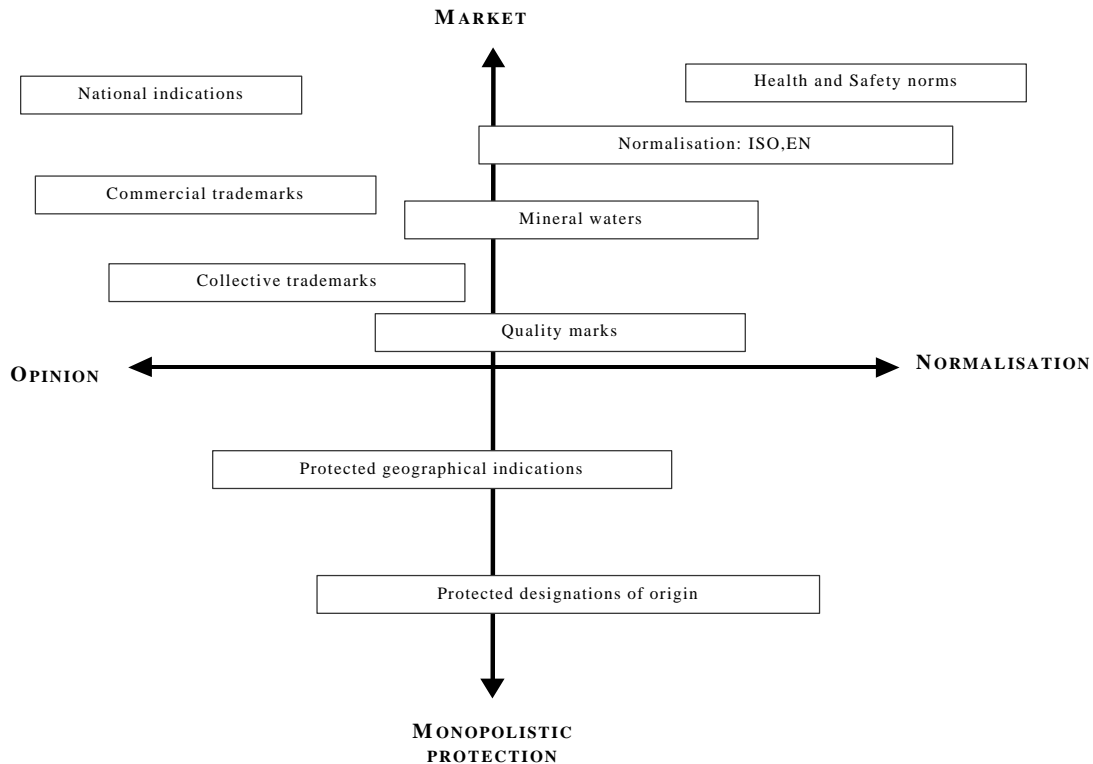 MARKET
Health and Safety norms
National indications
Normalisation: ISO,EN
Commercial trademarks
Mineral waters
Collective trademarks
Quality marks
OPINION
NORMALISATION
Protected geographical indications
Protected designations of origin
MONOPOLISTIC
PROTECTION